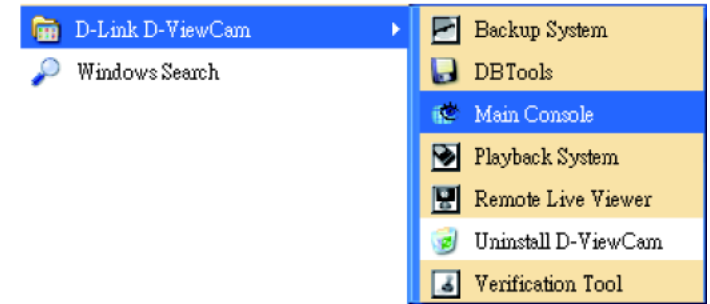 D-Link D-ViewCam
Windows Search
Backup System
DBTools
Main Console
Playback System
Remote Live Viewer
Uninstall D-ViewCam
Verification Tool